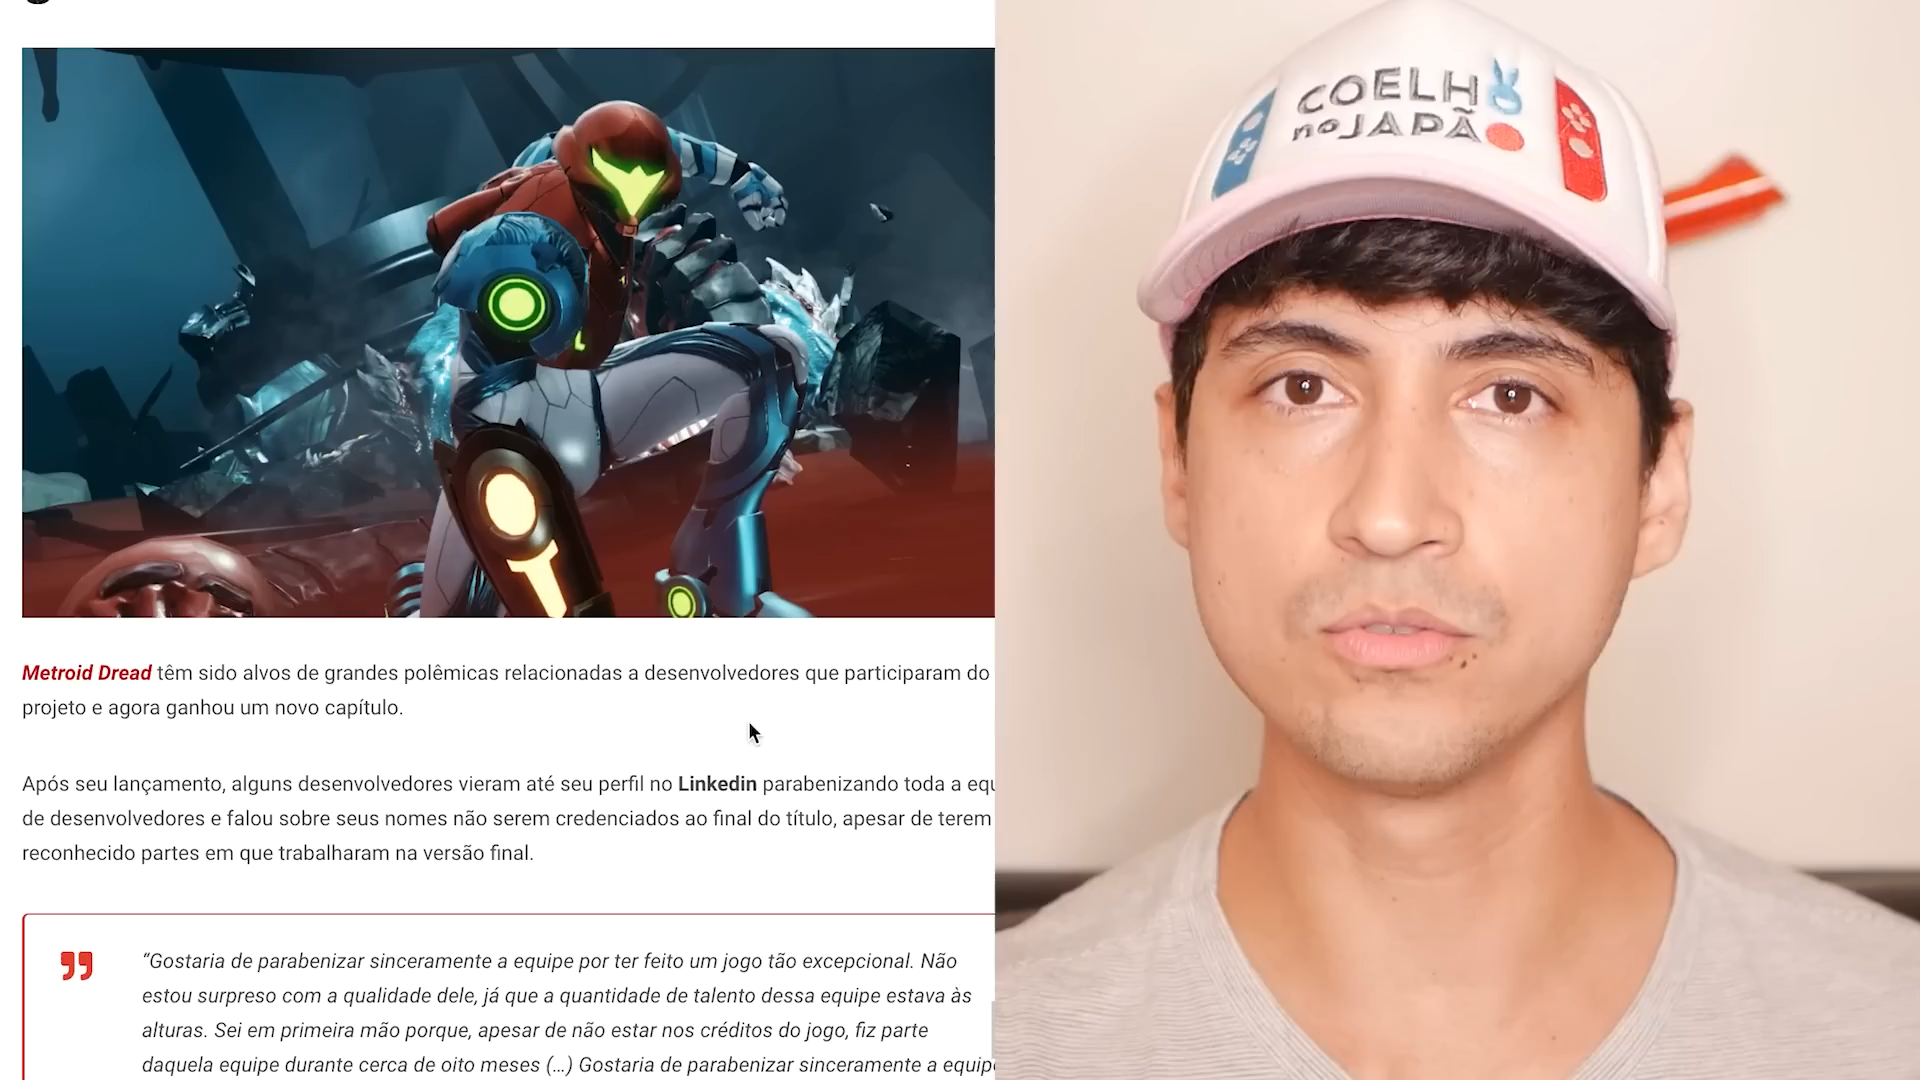 Metroid Dread têm sido alvos de grandes polêmicas relacionadas a desenvolvedores que participaram do
projeto e agora ganhou um novo capítulo.
Após seu lançamento, alguns desenvolvedores vieram até seu perfil no Linkedin parabenizando toda a equ
de desenvolvedores e falou sobre seus nomes não serem credenciados ao final do título, apesar de terem
reconhecido partes em que trabalharam na versão final.
“Gostaria de parabenizar sinceramente a equipe por ter feito um jogo tão excepcional. Não
estou surpreso com a qualidade dele, já que a quantidade de talento dessa equipe estava às
alturas. Sei em primeira mão porque, apesar de não estar nos créditos do jogo, fiz parte
daquela equipe durante cerca de oito meses (...) Gostaria de parabenizar sinceramente a equipe
COELHO
no JAPÃO